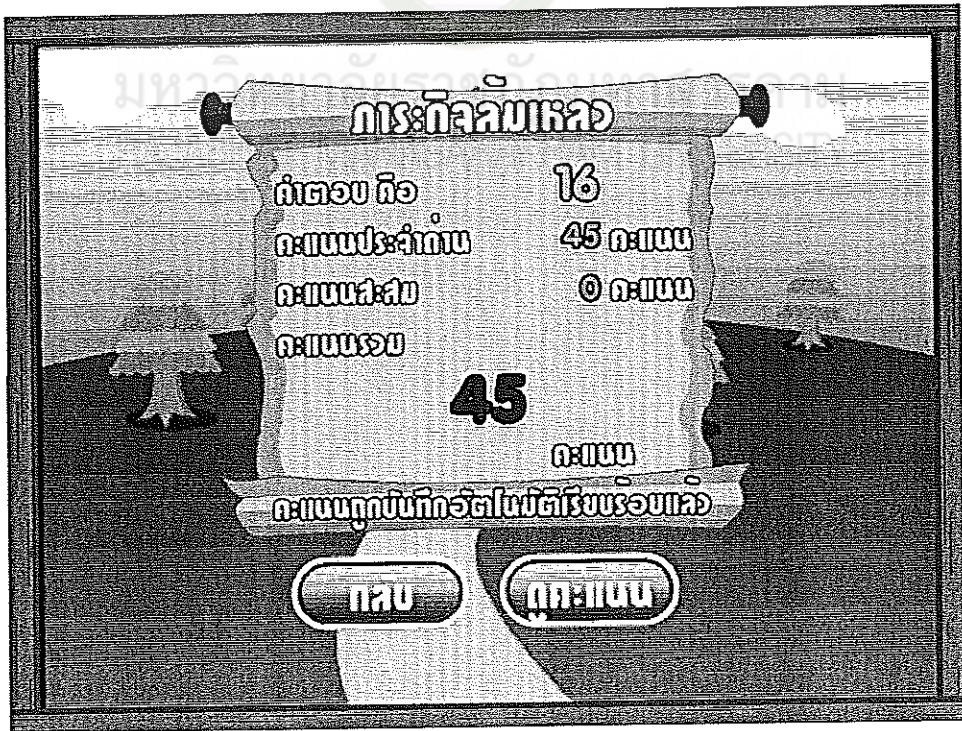 ภาระกิจล้มเหลว
คำตอบ คือ 16
คะแนนประจำด่าน 45 คะแนน
คะแนนสะสม 0 คะแนน
คะแนนรวม
45
คะแนน
คะแนนถูกบันทึกอัตโนมัติเรียบร้อยแล้ว
กลับ ดูคะแนน